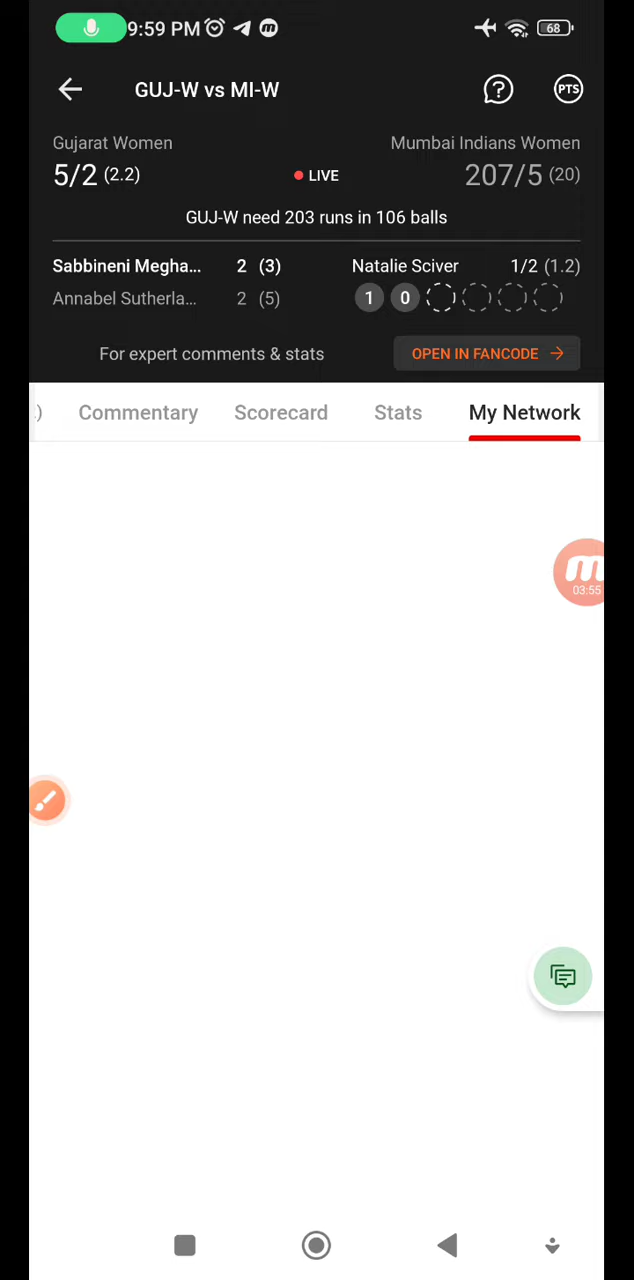 9:59 PM 68
GUJ-W vs MI-W ? PTS
Gujarat Women Mumbai Indians Women
5/2 (2.2) LIVE 207/5 (20)
GUJ-W need 203 runs in 106 balls
Sabbineni Megha... 2 (3) Natalie Sciver 1/2 (1.2)
Annabel Sutherla... 2 (5) 1 0
For expert comments & stats OPEN IN FANCODE
) Commentary Scorecard Stats My Network
m
03:55